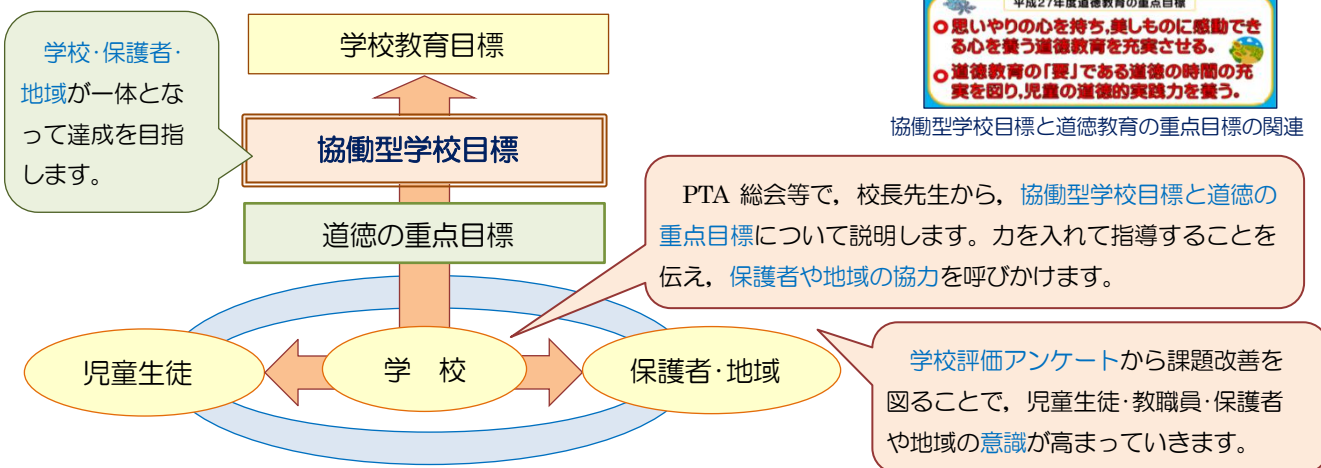 学校・保護者・
地域が一体とな
って達成を目指
します。
学校教育目標
協働型学校目標
道徳の重点目標
平成27年度道徳教育の重点目標
思いやりの心を持ち,美しものに感動でき
る心を養う道徳教育を充実させる。
道徳教育の「要」である道徳の時間の充
実を図り,児童の道徳的実践力を養う。
協働型学校目標と道徳教育の重点目標の関連
PTA 総会等で，校長先生から，協働型学校目標と道徳の
重点目標について説明します。力を入れて指導することを
伝え，保護者や地域の協力を呼びかけます。
児童生徒
学　校
保護者・地域
学校評価アンケートから課題改善を
図ることで，児童生徒・教職員・保護者
や地域の意識が高まっていきます。